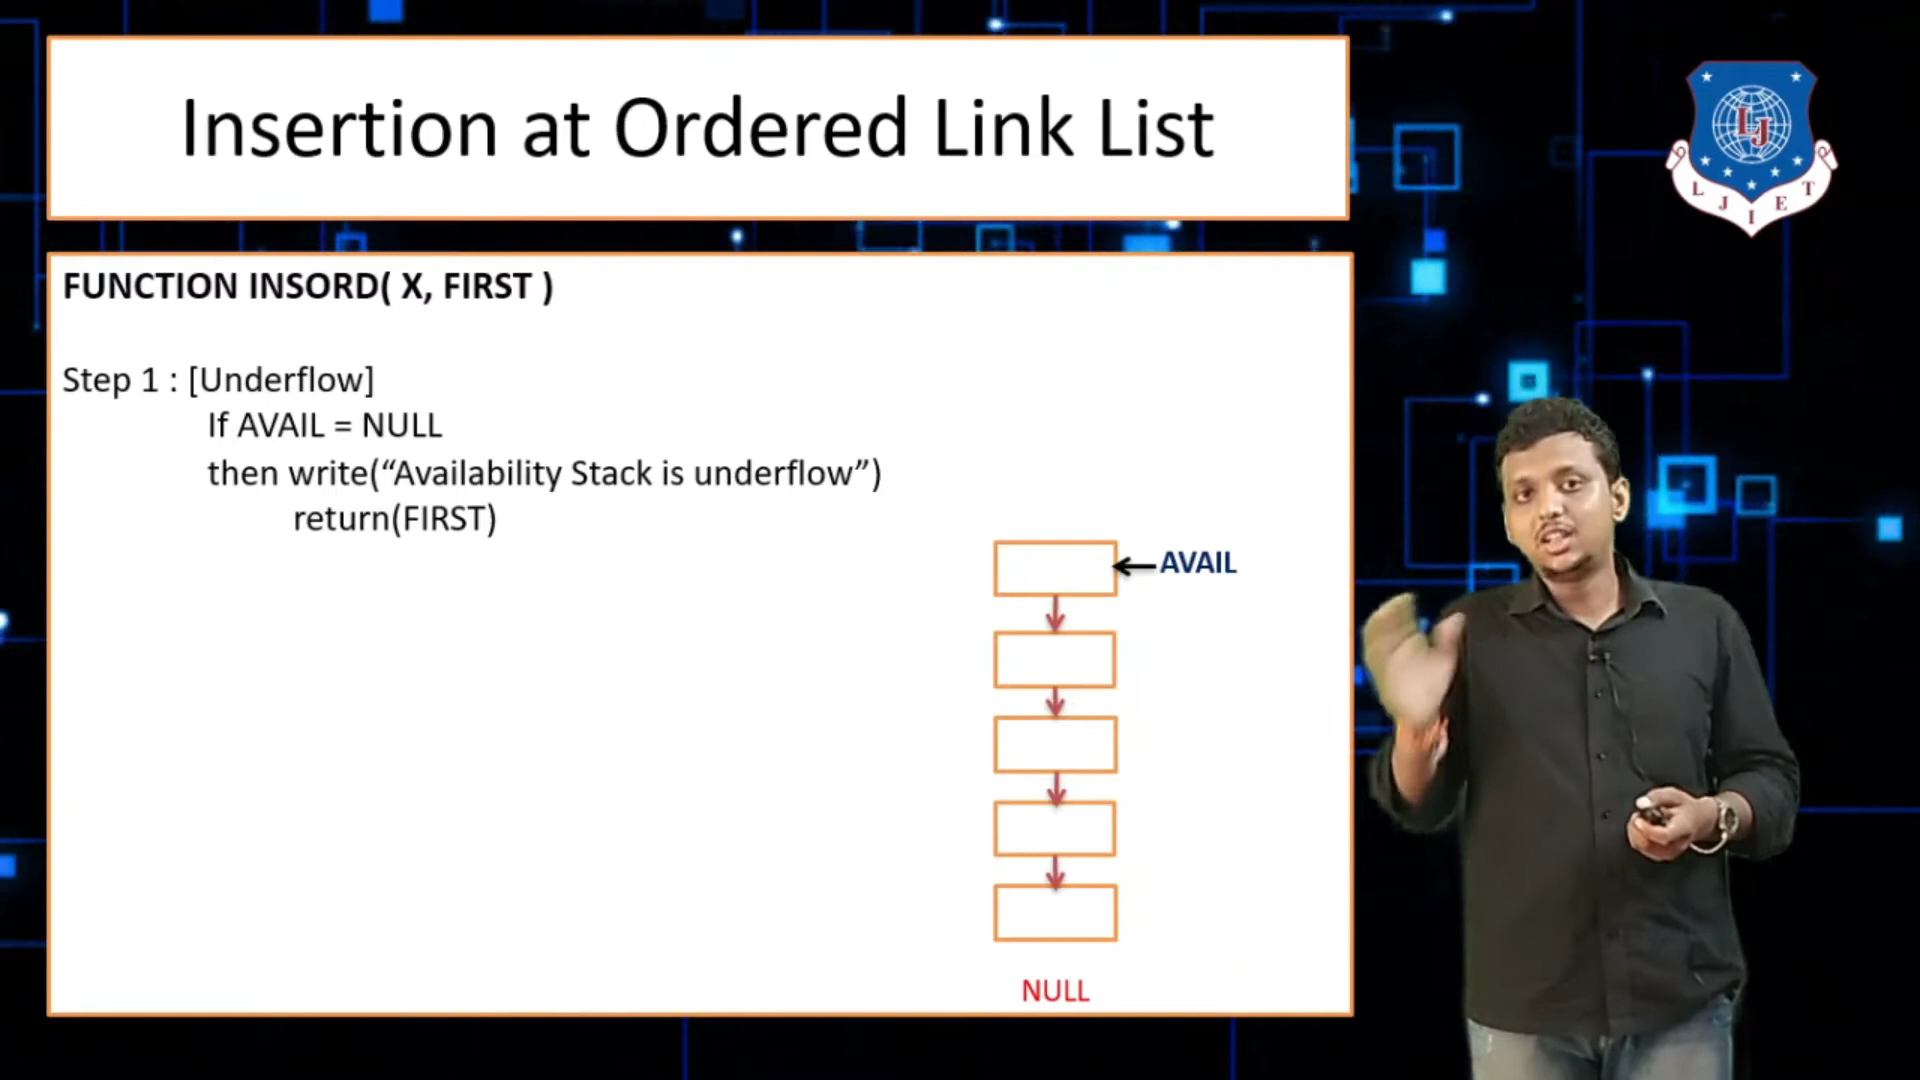 Insertion at Ordered Link List
LJ
L J I E T
FUNCTION INSORD( X, FIRST )
Step 1 : [Underflow]
If AVAIL = NULL
then write(“Availability Stack is underflow”)
return(FIRST)
AVAIL
NULL